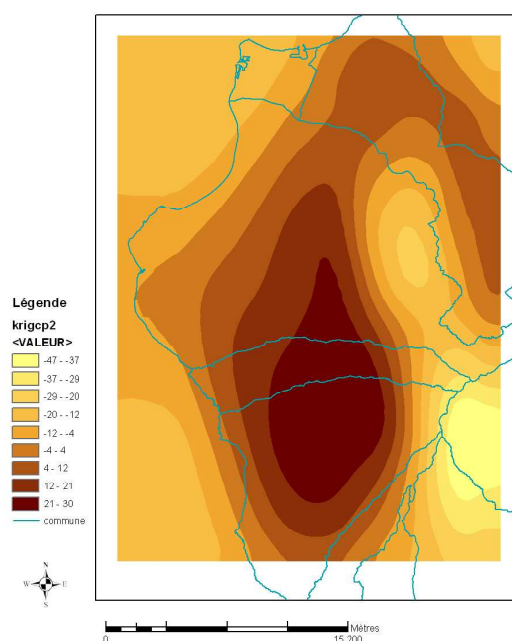 Légende
krigcp2
<VALEUR>
-47 - -37
-37 - -29
-29 - -20
-20 - -12
-12 - -4
-4 - 4
4 - 12
12 - 21
21 - 30
commune
N
W E
S
Mètres
0 15 200